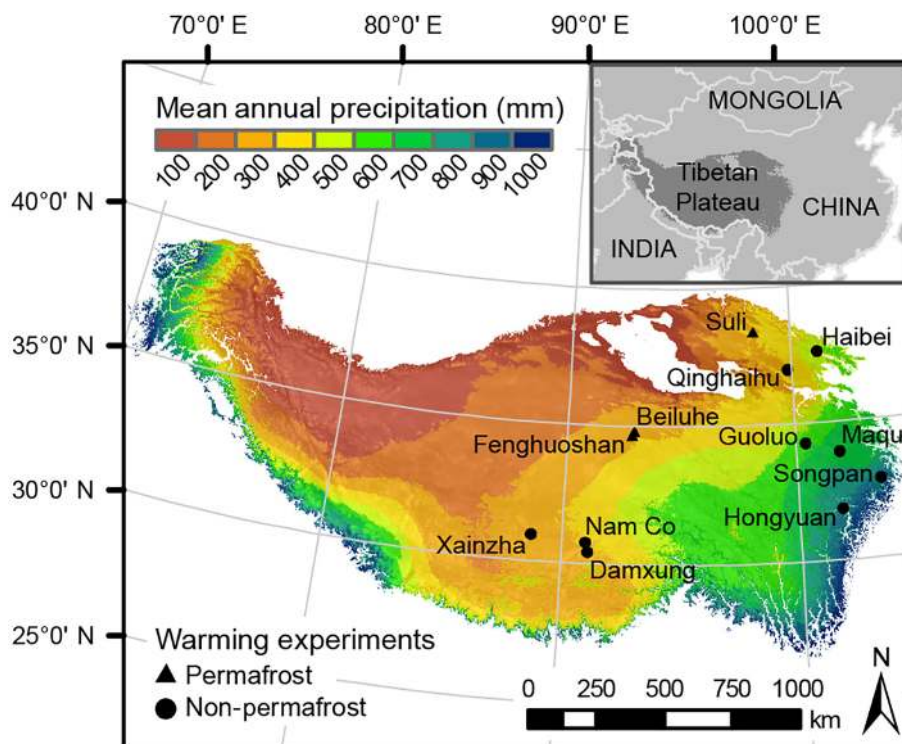 70°0' E
80°0' E
90°0' E
100°0' E
Mean annual precipitation (mm)
100
200
300
400
500
600
700
800
900
1000
MONGOLIA
Tibetan
Plateau
CHINA
INDIA
40°0' N
35°0' N
30°0' N
25°0' N
Suli
Haibei
Qinghaihu
Beiluhe
Fenghuoshan
Guoluo
Maqu
Songpan
Hongyuan
Nam Co
Xainzha
Damxung
Warming experiments
Permafrost
Non-permafrost
0 250 500 750 1000
km
N